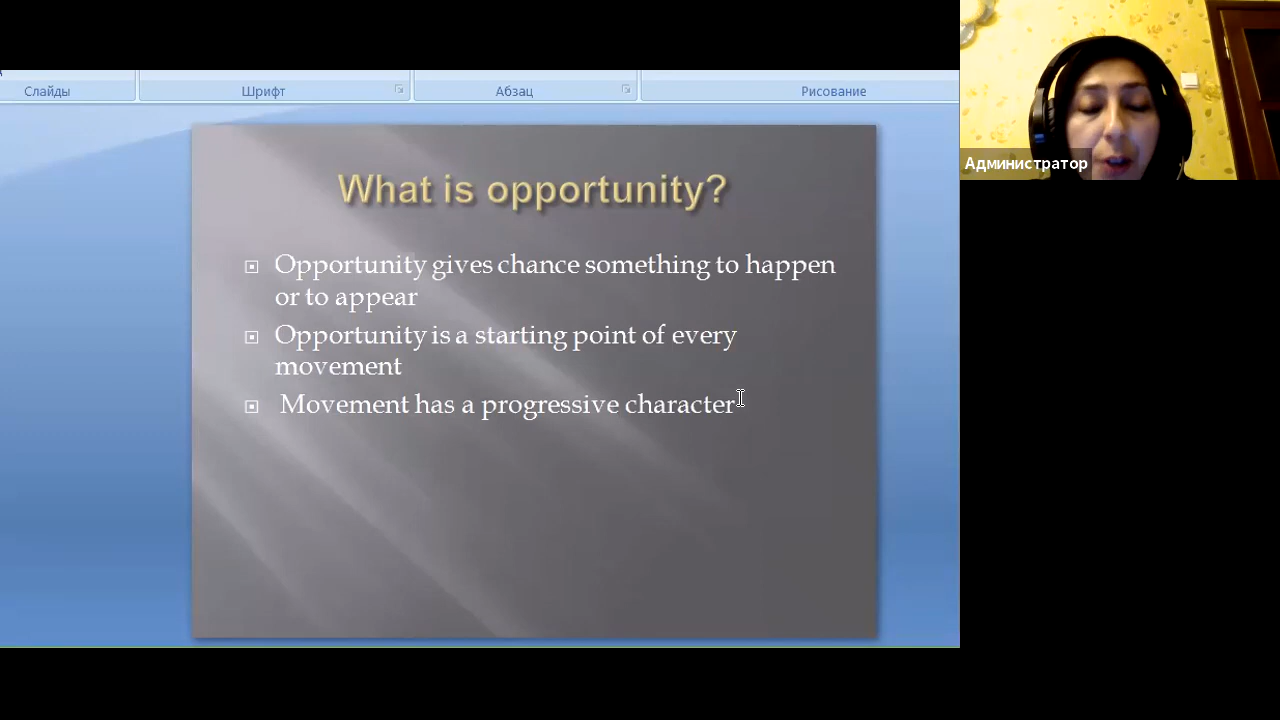 Слайды
Шрифт
Абзац
Рисование
What is opportunity?
Opportunity gives chance something to happen
or to appear
Opportunity is a starting point of every
movement
Movement has a progressive character
Администратор